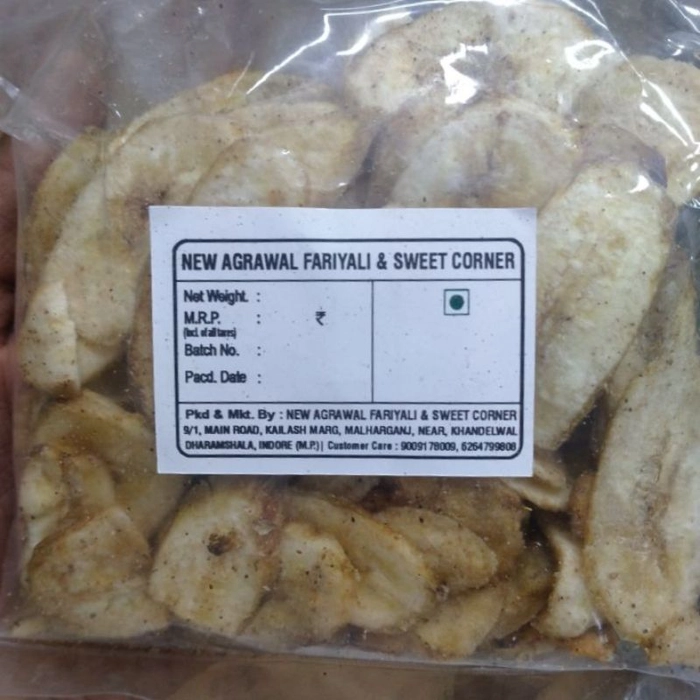 NEW AGRAWAL FARIYALI & SWEET CORNER
Net Weight. :
M.R.P. : ₹
(Incl. of all taxes)
Batch No. :
Pacd. Date :
Pkd & Mkt. By : NEW AGRAWAL FARIYALI & SWEET CORNER
9/1, MAIN ROAD, KAILASH MARG, MALHARGANJ, NEAR, KHANDELWAL
DHARAMSHALA, INDORE (M.P.) | Customer Care : 9009178009, 6264799808